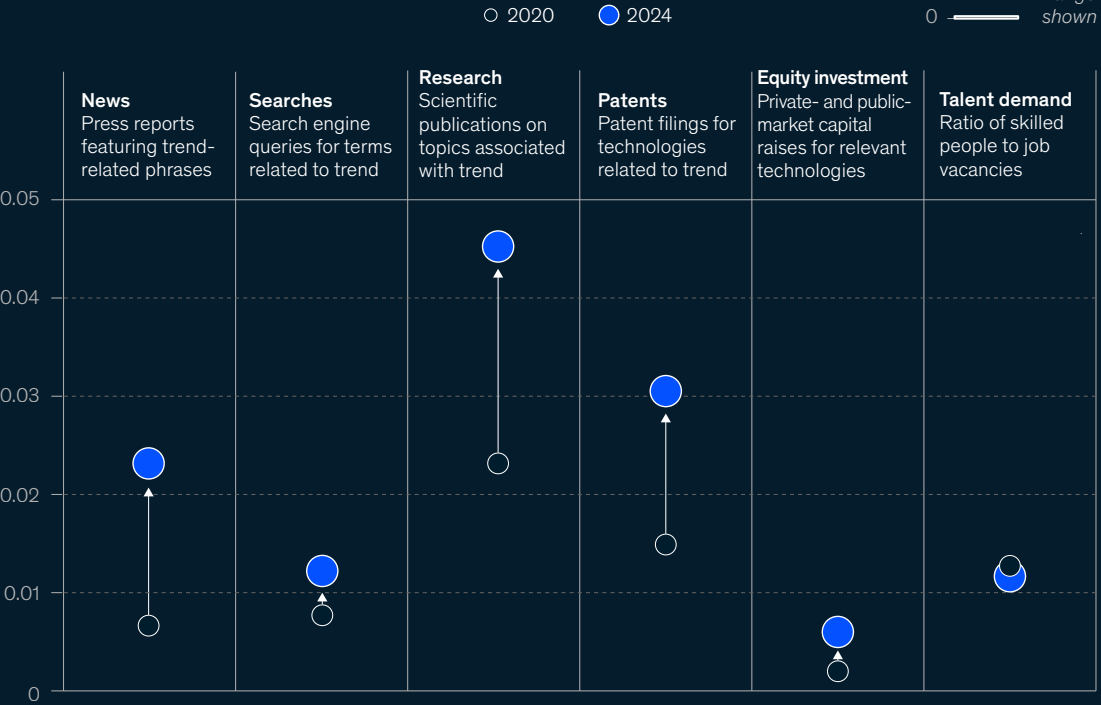 2020
2024
0
shown
News
Press reports
featuring trend-
related phrases
Searches
Search engine
queries for terms
related to trend
Research
Scientific
publications on
topics associated
with trend
Patents
Patent filings for
technologies
related to trend
Equity investment
Private- and public-
market capital
raises for relevant
technologies
Talent demand
Ratio of skilled
people to job
vacancies
0.05
0.04
0.03
0.02
0.01
0